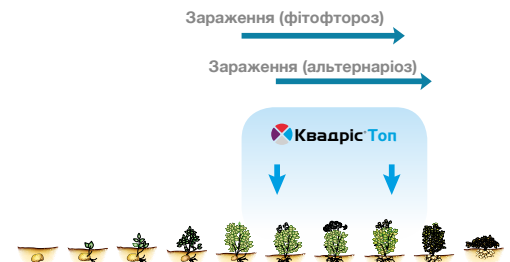 Зараження (фітофтороз)
Зараження (альтернаріоз)
Квадріс Топ